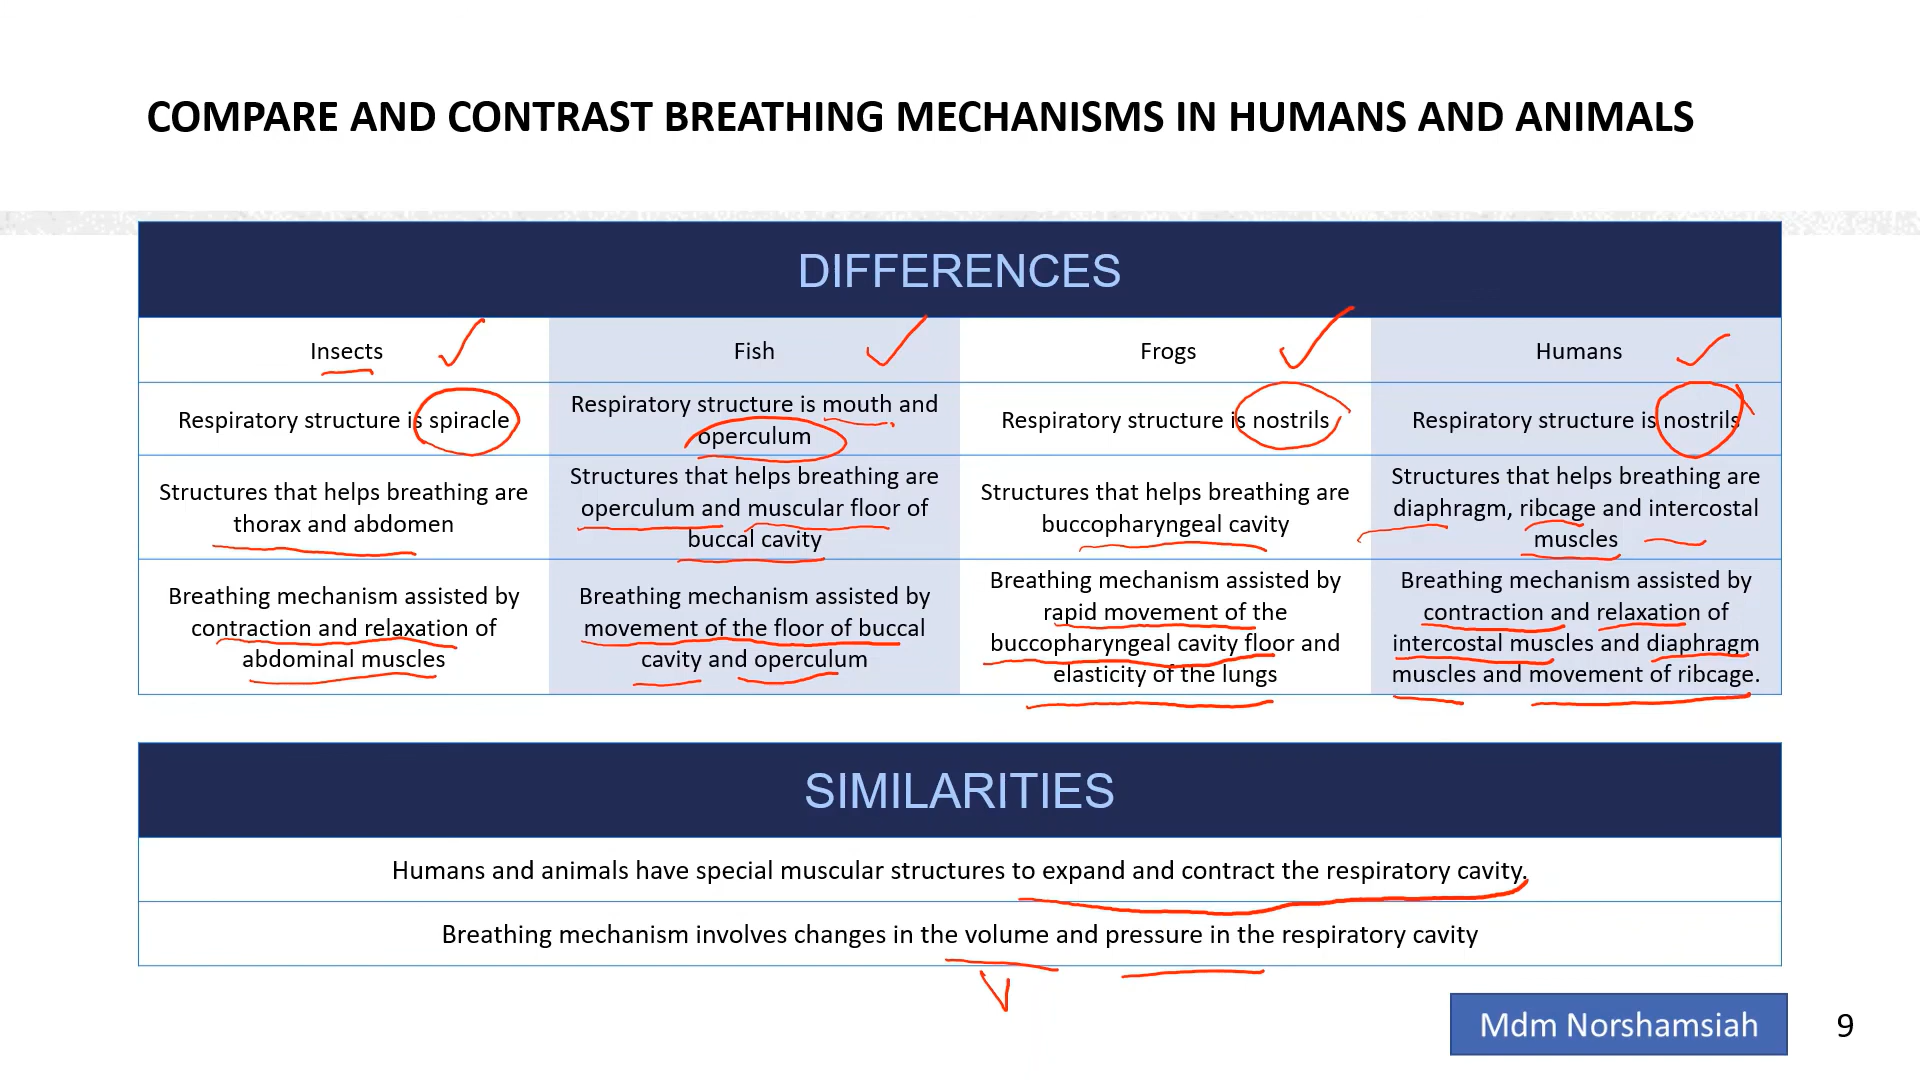 COMPARE AND CONTRAST BREATHING MECHANISMS IN HUMANS AND ANIMALS
DIFFERENCES
Insects
Fish
Frogs
Humans
Respiratory structure is spiracle
Respiratory structure is mouth and
operculum
Respiratory structure is nostrils
Respiratory structure is nostrils
Structures that helps breathing are
thorax and abdomen
Structures that helps breathing are
operculum and muscular floor of
buccal cavity
Structures that helps breathing are
buccopharyngeal cavity
Structures that helps breathing are
diaphragm, ribcage and intercostal
muscles
Breathing mechanism assisted by
contraction and relaxation of
abdominal muscles
Breathing mechanism assisted by
movement of the floor of buccal
cavity and operculum
Breathing mechanism assisted by
rapid movement of the
buccopharyngeal cavity floor and
elasticity of the lungs
Breathing mechanism assisted by
contraction and relaxation of
intercostal muscles and diaphragm
muscles and movement of ribcage.
SIMILARITIES
Humans and animals have special muscular structures to expand and contract the respiratory cavity.
Breathing mechanism involves changes in the volume and pressure in the respiratory cavity
V
Mdm Norshamsiah
9